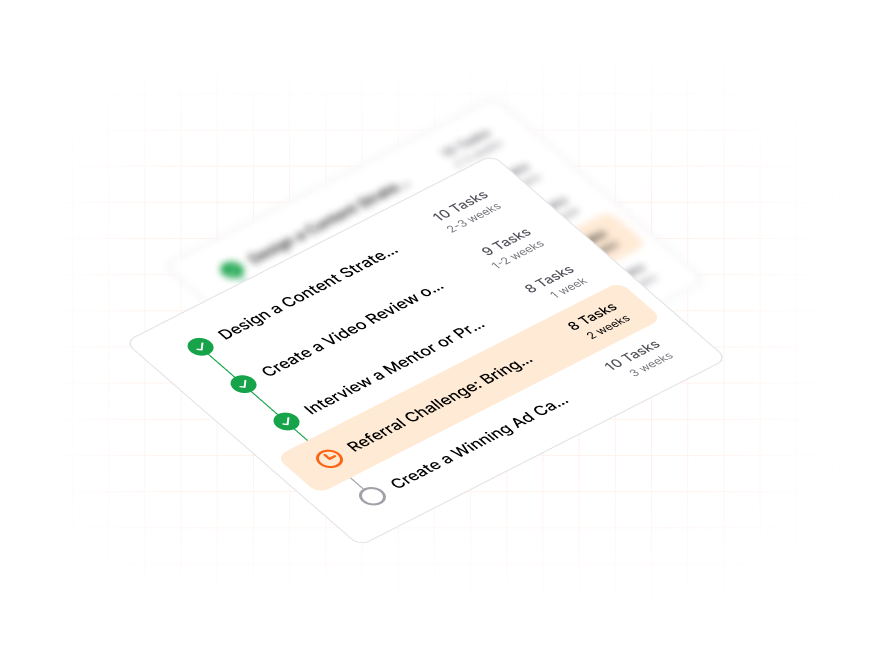 Design a Content Strate...
10 Tasks
2-3 weeks
Create a Video Review o...
9 Tasks
1-2 weeks
Interview a Mentor or Pr...
8 Tasks
1 week
Referral Challenge: Bring...
8 Tasks
2 weeks
Create a Winning Ad Ca...
10 Tasks
3 weeks